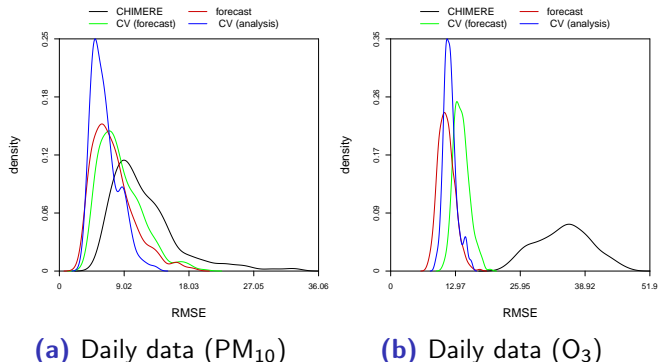 CHIMERE forecast
CV (forecast) CV (analysis)
density
0.25
0.18
0.12
0.06
0
0 9.02 18.03 27.05 36.06
RMSE
(a) Daily data (PM10)
CHIMERE forecast
CV (forecast) CV (analysis)
density
0.35
0.26
0.17
0.09
0
0 12.97 25.95 38.92 51.9
RMSE
(b) Daily data (O3)